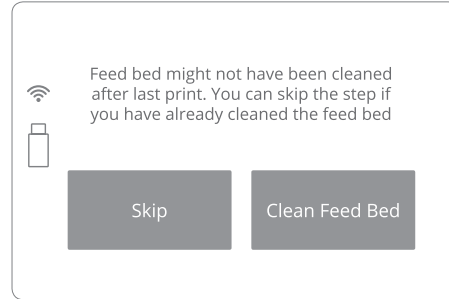 Feed bed might not have been cleaned
after last print. You can skip the step if
you have already cleaned the feed bed
Skip
Clean Feed Bed